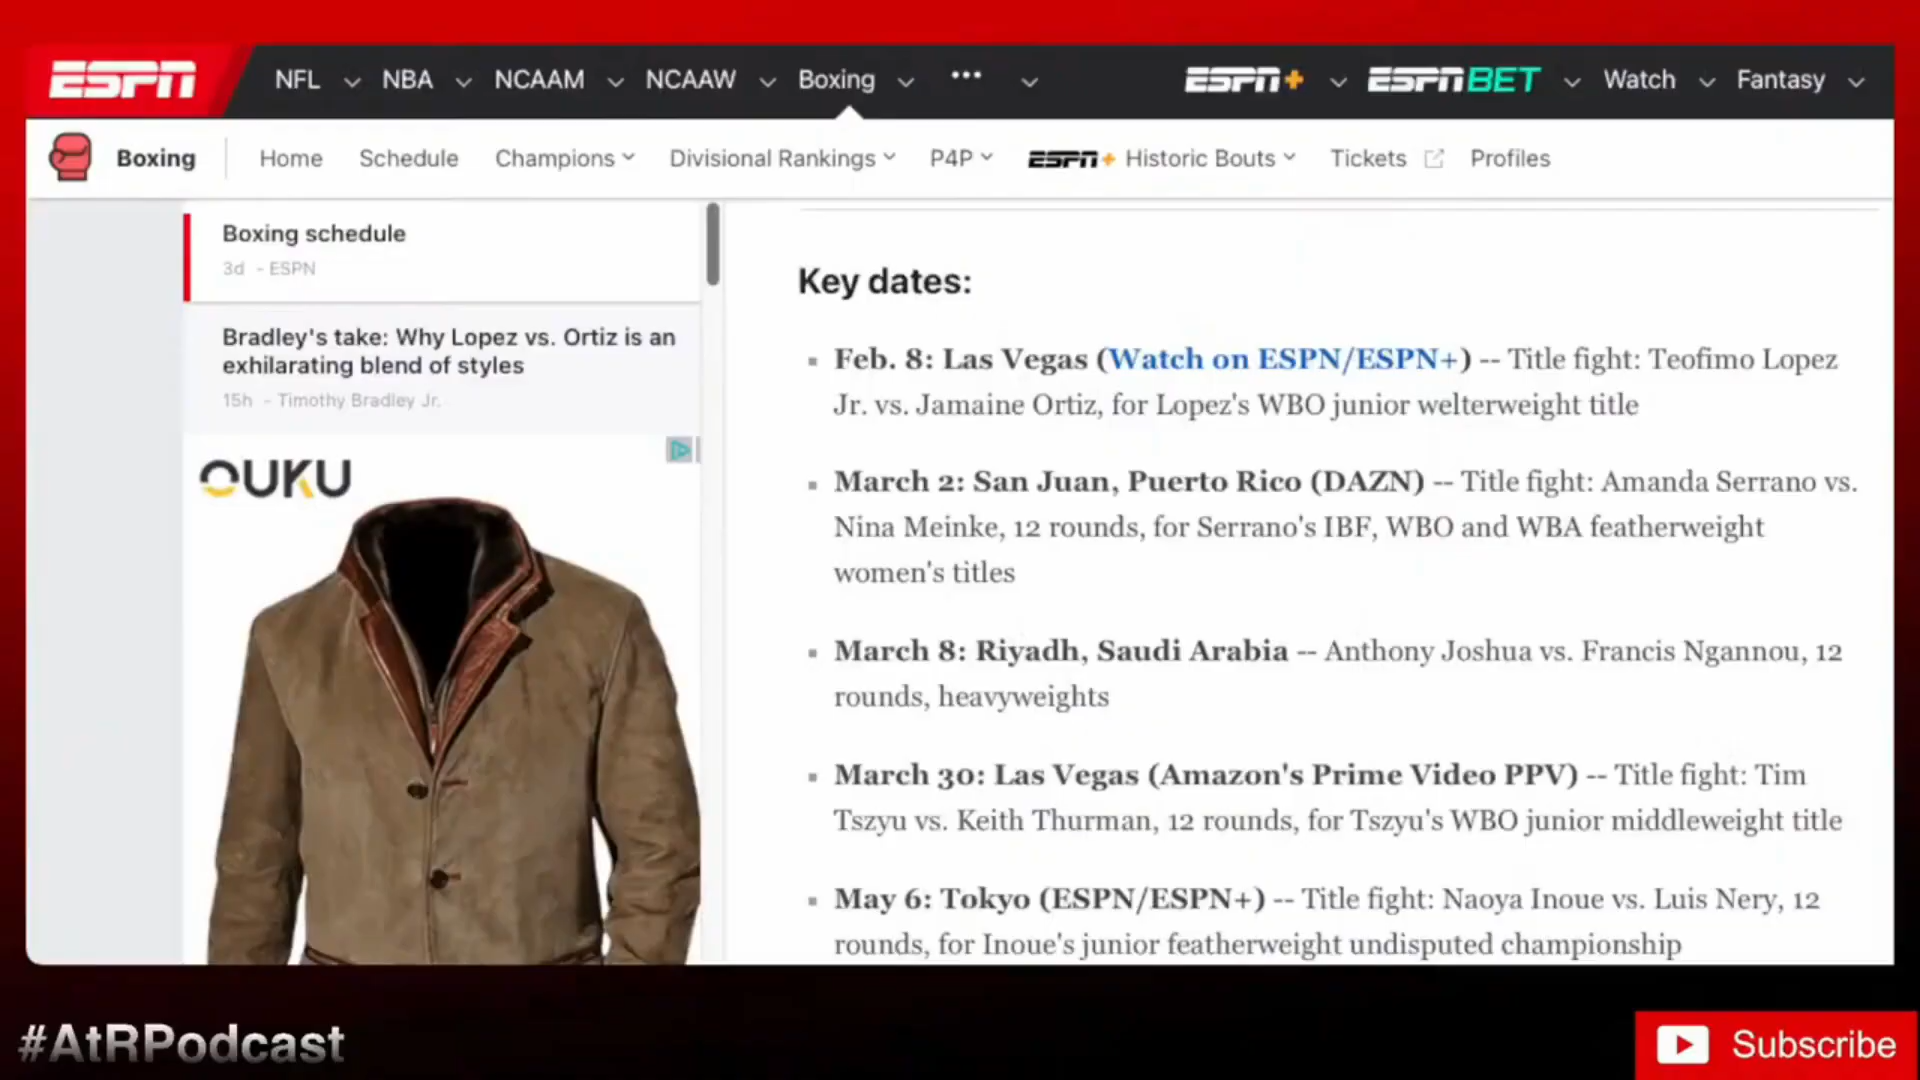 ESPN NFL NBA NCAAM NCAAW Boxing ... ESPN+ ESPN BET Watch Fantasy
Boxing Home Schedule Champions Divisional Rankings P4P ESPN+ Historic Bouts Tickets Profiles
Boxing schedule
3d - ESPN
Bradley's take: Why Lopez vs. Ortiz is an
exhilarating blend of styles
15h - Timothy Bradley Jr.
OUKU
Key dates:
Feb. 8: Las Vegas (Watch on ESPN/ESPN+) -- Title fight: Teofimo Lopez
Jr. vs. Jamaine Ortiz, for Lopez's WBO junior welterweight title
March 2: San Juan, Puerto Rico (DAZN) -- Title fight: Amanda Serrano vs.
Nina Meinke, 12 rounds, for Serrano's IBF, WBO and WBA featherweight
women's titles
March 8: Riyadh, Saudi Arabia -- Anthony Joshua vs. Francis Ngannou, 12
rounds, heavyweights
March 30: Las Vegas (Amazon's Prime Video PPV) -- Title fight: Tim
Tszyu vs. Keith Thurman, 12 rounds, for Tszyu's WBO junior middleweight title
May 6: Tokyo (ESPN/ESPN+) -- Title fight: Naoya Inoue vs. Luis Nery, 12
rounds, for Inoue's junior featherweight undisputed championship
#AtRPodcast
Subscribe